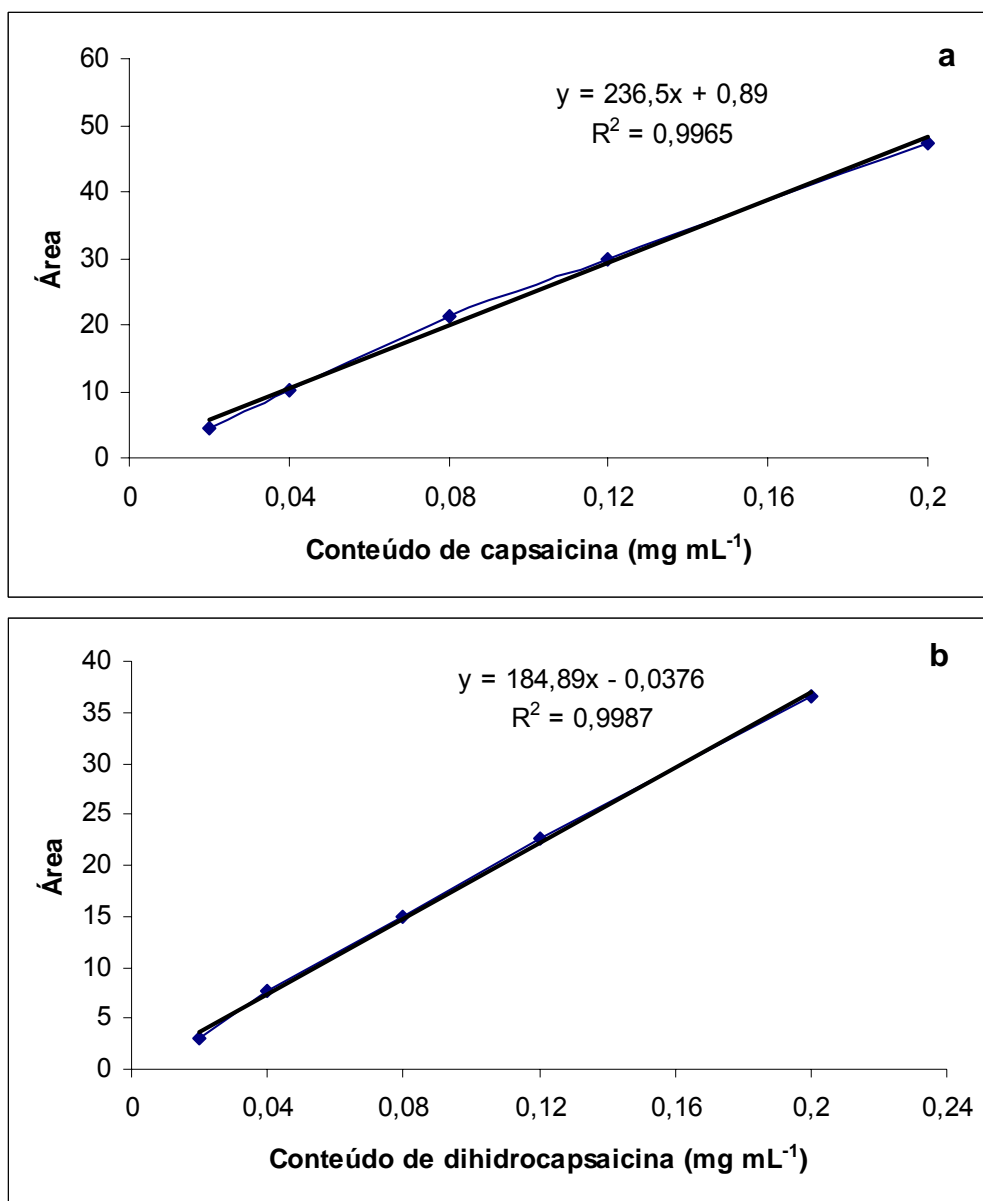 a
y = 236,5x + 0,89
R² = 0,9965
60
50
40
30
20
10
0
Área
0 0,04 0,08 0,12 0,16 0,2
Conteúdo de capsaicina (mg mL⁻¹)
b
y = 184,89x - 0,0376
R² = 0,9987
40
35
30
25
20
15
10
5
0
Área
0 0,04 0,08 0,12 0,16 0,2 0,24
Conteúdo de dihidrocapsaicina (mg mL⁻¹)